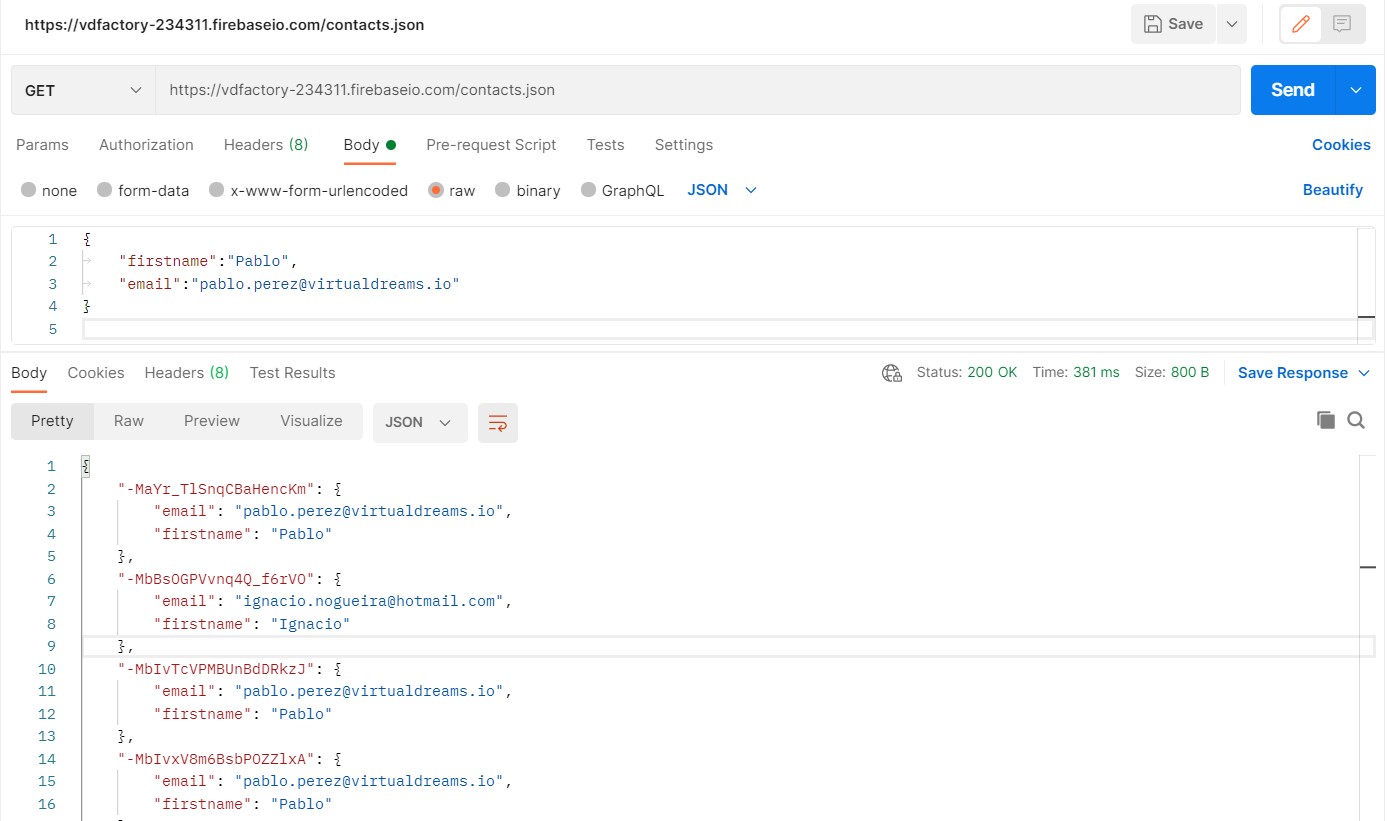 https://vdfactory-234311.firebaseio.com/contacts.json Save
GET https://vdfactory-234311.firebaseio.com/contacts.json Send
Params Authorization Headers (8) Body Pre-request Script Tests Settings Cookies
none form-data x-www-form-urlencoded raw binary GraphQL JSON Beautify
1 {
2 "firstname":"Pablo",
3 "email":"pablo.perez@virtualdreams.io"
4 }
5
Body Cookies Headers (8) Test Results Status: 200 OK Time: 381 ms Size: 800 B Save Response
Pretty Raw Preview Visualize JSON
1 {
2 "-MaYr_TlSnqCBaHencKm": {
3 "email": "pablo.perez@virtualdreams.io",
4 "firstname": "Pablo"
5 },
6 "-MbBsOGPVvnq4Q_f6rVO": {
7 "email": "ignacio.nogueira@hotmail.com",
8 "firstname": "Ignacio"
9 },
10 "-MbIvTcVPMBUnBdDRkzJ": {
11 "email": "pablo.perez@virtualdreams.io",
12 "firstname": "Pablo"
13 },
14 "-MbIvxV8m6BsbPOZZlxA": {
15 "email": "pablo.perez@virtualdreams.io",
16 "firstname": "Pablo"